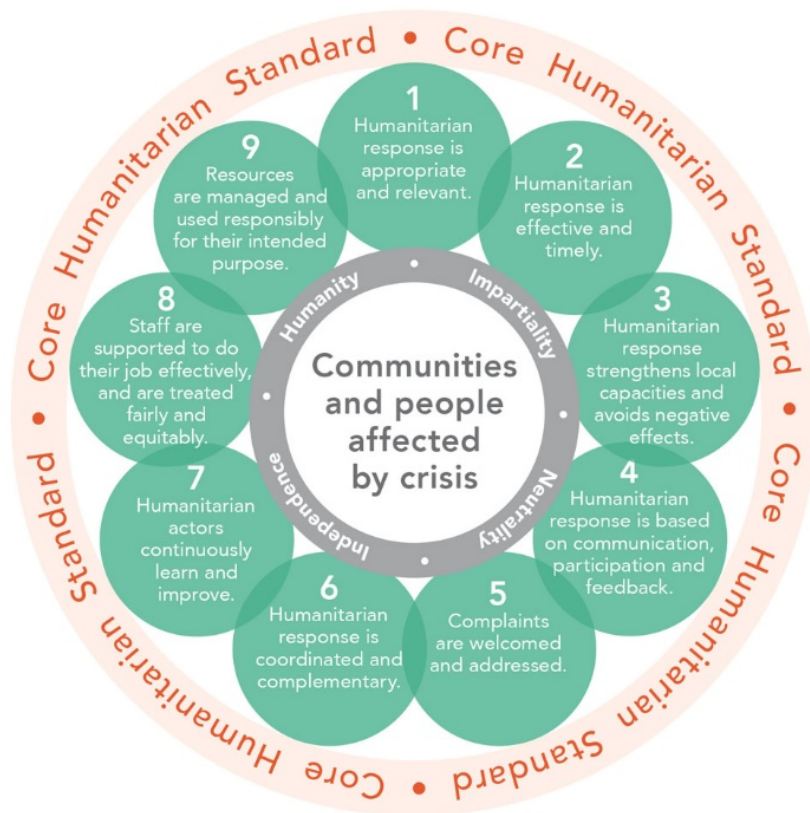 Core Humanitarian Standard • Core Humanitarian Standard • Core Humanitarian Standard • Core Humanitarian Standard • Core Humanitarian Standard •
1
Humanitarian
response is
appropriate
and relevant.
2
Humanitarian
response is
effective and
timely.
3
Humanitarian
response
strengthens local
capacities and
avoids negative
effects.
4
Humanitarian
response is based
on communication,
participation and
feedback.
5
Complaints
are welcomed
and addressed.
6
Humanitarian
response is
coordinated and
complementary.
7
Humanitarian
actors
continuously
learn and
improve.
8
Staff are
supported to do
their job effectively,
and are treated
fairly and
equitably.
9
Resources
are managed and
used responsibly
for their intended
purpose.
Humanity • Impartiality • Neutrality • Independence •
Communities
and people
affected
by crisis